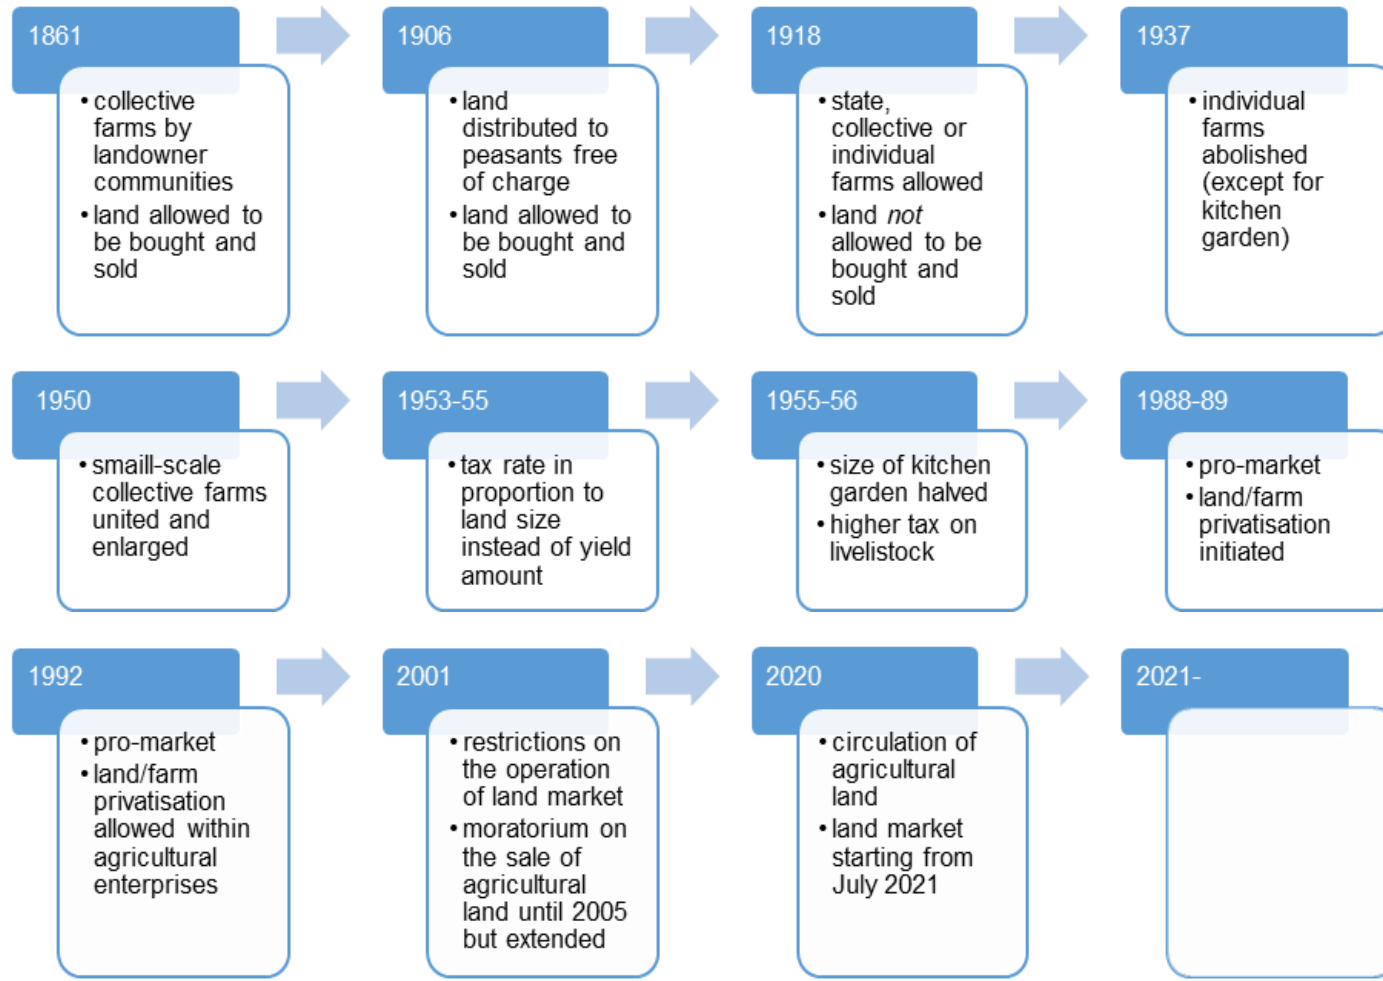 1861
• collective
farms by
landowner
communities
• land allowed to
be bought and
sold
1906
• land
distributed to
peasants free
of charge
• land allowed to
be bought and
sold
1918
• state,
collective or
individual
farms allowed
• land not
allowed to be
bought and
sold
1937
• individual
farms
abolished
(except for
kitchen
garden)
1950
• smaill-scale
collective farms
united and
enlarged
1953-55
• tax rate in
proportion to
land size
instead of yield
amount
1955-56
• size of kitchen
garden halved
• higher tax on
livelistock
1988-89
• pro-market
• land/farm
privatisation
initiated
1992
• pro-market
• land/farm
privatisation
allowed within
agricultural
enterprises
2001
• restrictions on
the operation
of land market
• moratorium on
the sale of
agricultural
land until 2005
but extended
2020
• circulation of
agricultural
land
• land market
starting from
July 2021
2021-